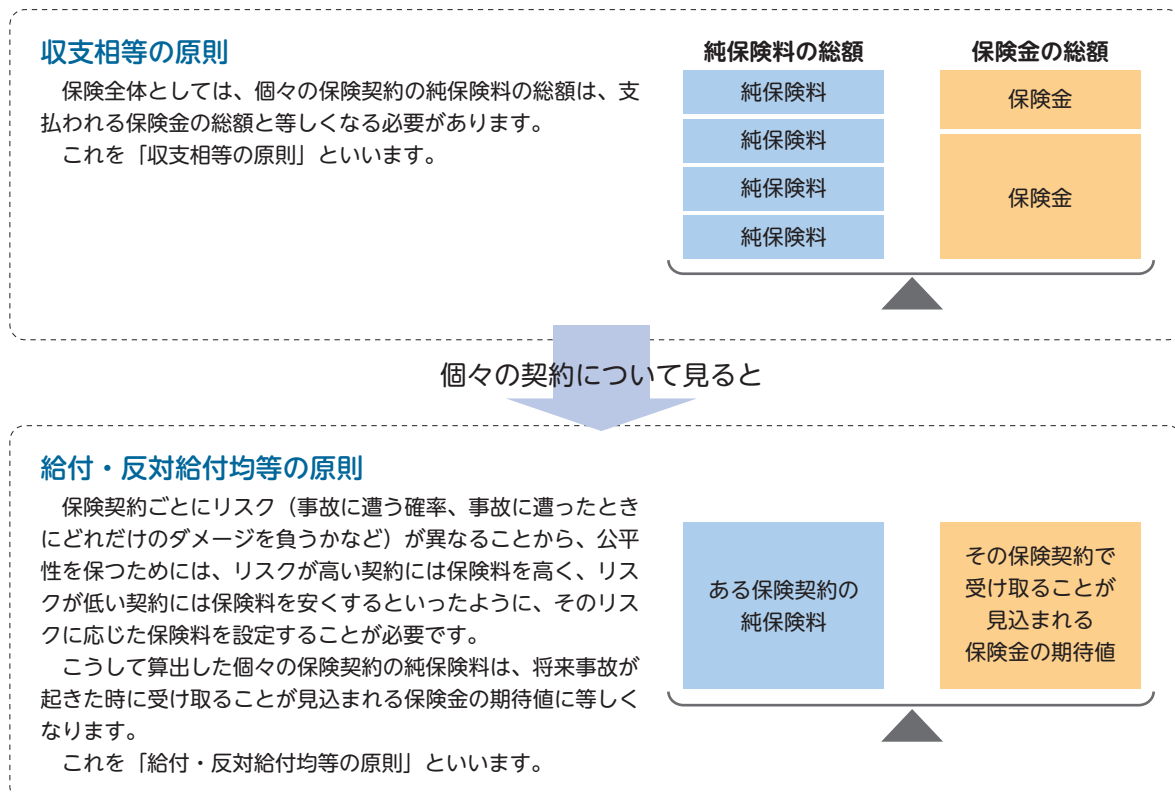 収支相等の原則
保険全体としては、個々の保険契約の純保険料の総額は、支
払われる保険金の総額と等しくなる必要があります。
これを「収支相等の原則」といいます。
純保険料の総額
純保険料
純保険料
純保険料
純保険料
保険金の総額
保険金
保険金
個々の契約について見ると
給付・反対給付均等の原則
保険契約ごとにリスク（事故に遭う確率、事故に遭ったとき
にどれだけのダメージを負うかなど）が異なることから、公平
性を保つためには、リスクが高い契約には保険料を高く、リス
クが低い契約には保険料を安くするといったように、そのリス
クに応じた保険料を設定することが必要です。
こうして算出した個々の保険契約の純保険料は、将来事故が
起きた時に受け取ることが見込まれる保険金の期待値に等しく
なります。
これを「給付・反対給付均等の原則」といいます。
ある保険契約の
純保険料
その保険契約で
受け取ることが
見込まれる
保険金の期待値